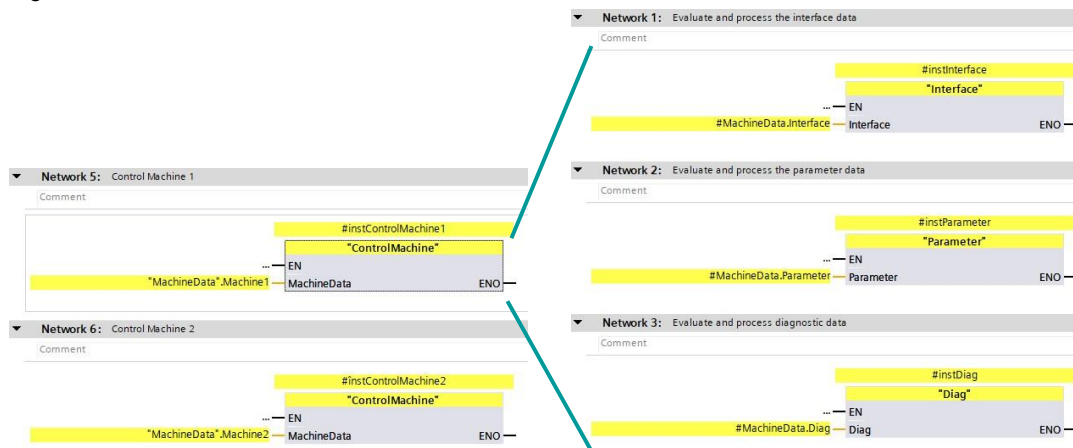 Network 5: Control Machine 1
Comment
#instControlMachine1
"ControlMachine"
... EN
"MachineData".Machine1 MachineData ENO
Network 6: Control Machine 2
Comment
#instControlMachine2
"ControlMachine"
... EN
"MachineData".Machine2 MachineData ENO
Network 1: Evaluate and process the interface data
Comment
#instInterface
"Interface"
... EN
#MachineData.Interface Interface ENO
Network 2: Evaluate and process the parameter data
Comment
#instParameter
"Parameter"
... EN
#MachineData.Parameter Parameter ENO
Network 3: Evaluate and process diagnostic data
Comment
#instDiag
"Diag"
... EN
#MachineData.Diag Diag ENO